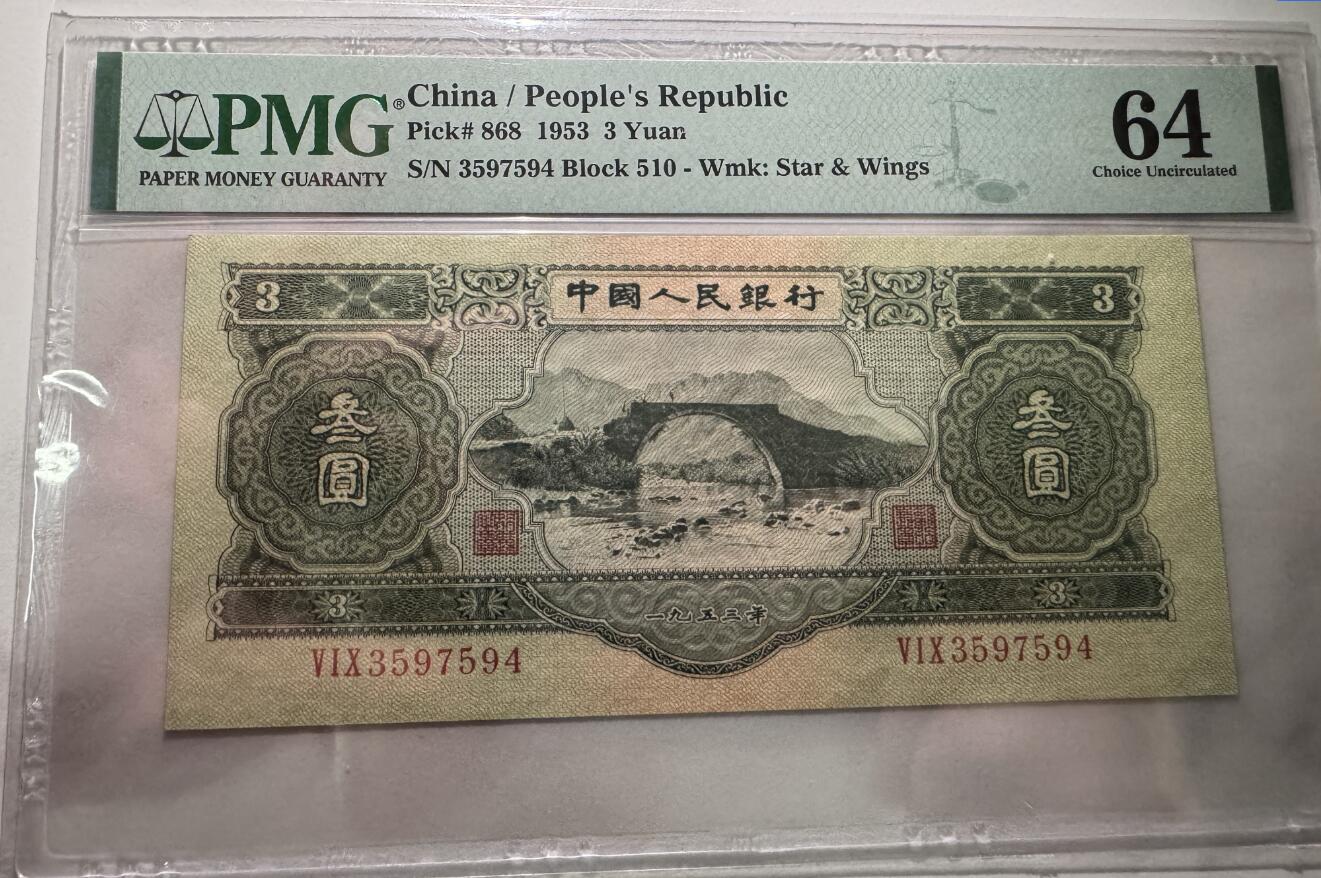 PMG®
PAPER MONEY GUARANTY
China / People's Republic
Pick# 868 1953 3 Yuan
S/N 3597594 Block 510 - Wmk: Star & Wings
64
Choice Uncirculated
3
中國人民銀行
3
叁圓
叁圓
3
一九五三年
3
VIX3597594
VIX3597594